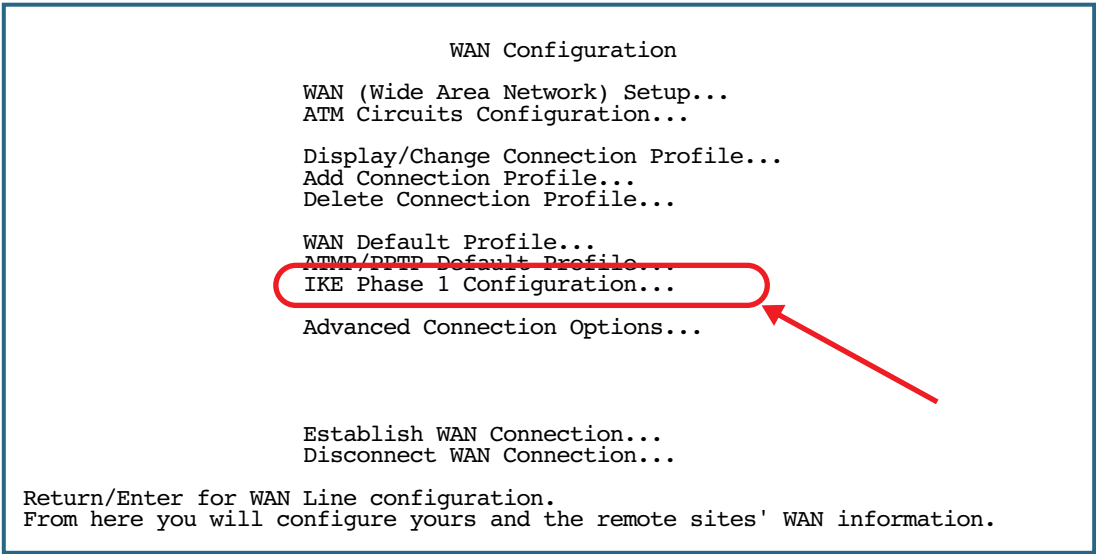 WAN Configuration
WAN (Wide Area Network) Setup...
ATM Circuits Configuration...
Display/Change Connection Profile...
Add Connection Profile...
Delete Connection Profile...
WAN Default Profile...
ATMP/PPTP Default Profile...
IKE Phase 1 Configuration...
Advanced Connection Options...
Establish WAN Connection...
Disconnect WAN Connection...
Return/Enter for WAN Line configuration.
From here you will configure yours and the remote sites' WAN information.